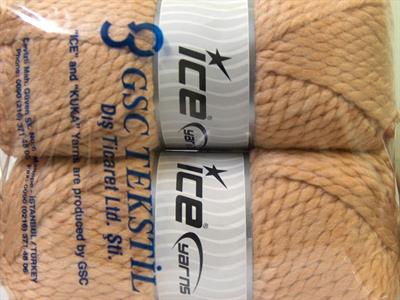 GSC TEKSTİL
Dış Ticaret Ltd. Şti.
"ICE" and "KUKA" Yarns are produced by GSC
ISTANBUL / TURKEY
ice
yarns
ice
yarns